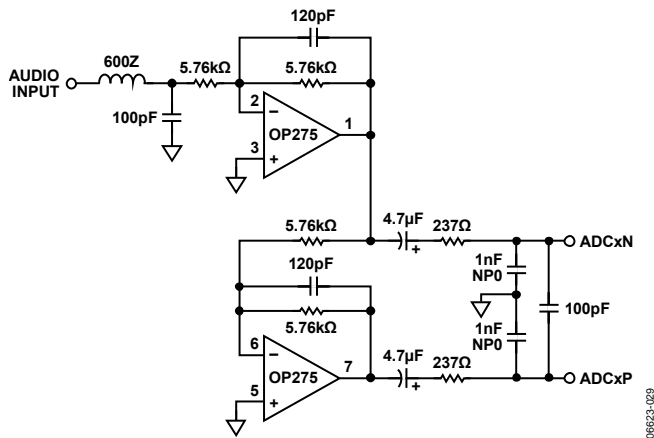 120pF
600Z
5.76kΩ
5.76kΩ
AUDIO
INPUT
100pF
2
−
1
OP275
3
+
5.76kΩ
4.7µF
237Ω
+
ADCxN
120pF
1nF
NP0
5.76kΩ
100pF
1nF
NP0
6
−
7
OP275
5
+
4.7µF
237Ω
+
ADCxP
06623-029